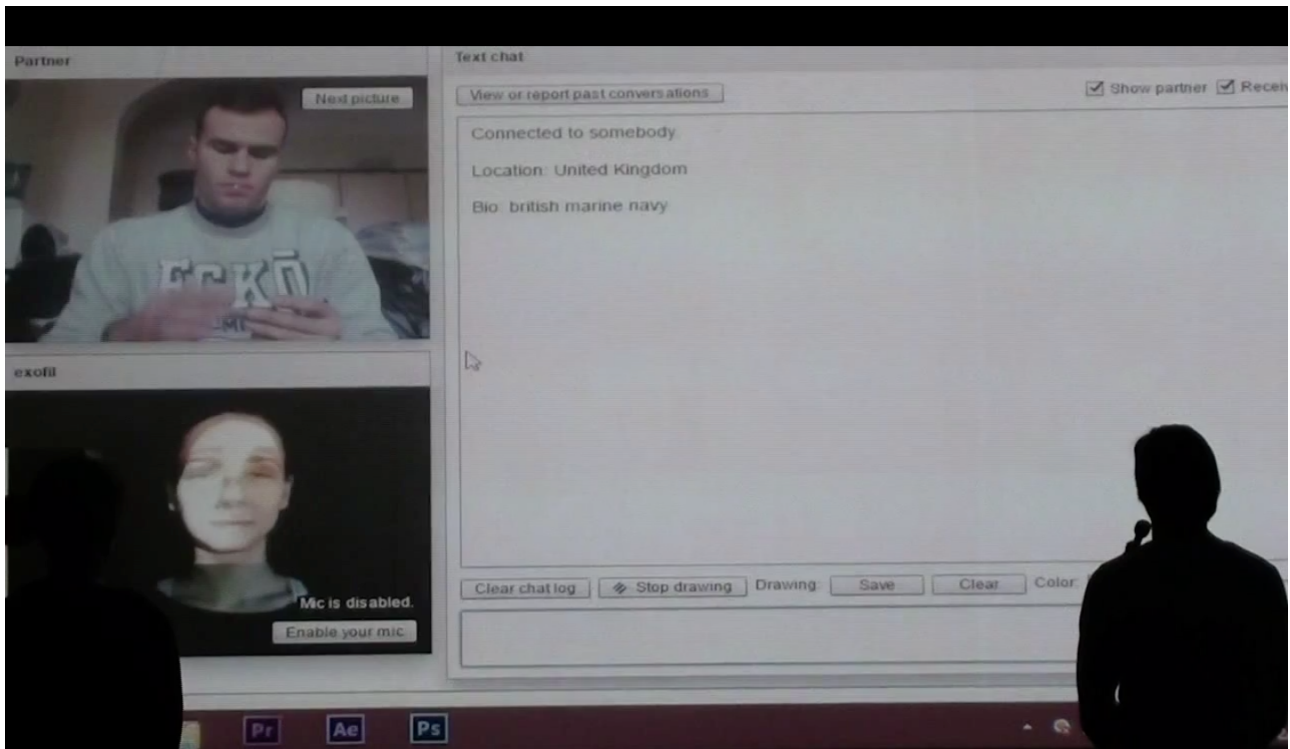 Partner
Next picture
ECKŌ
exofil
Mic is disabled.
Enable your mic
Text chat
View or report past conversations
Show partner
Connected to somebody
Location: United Kingdom
Bio: british marine navy
Clear chat log
Stop drawing
Drawing:
Save
Clear
Color:
Pr
Ae
Ps